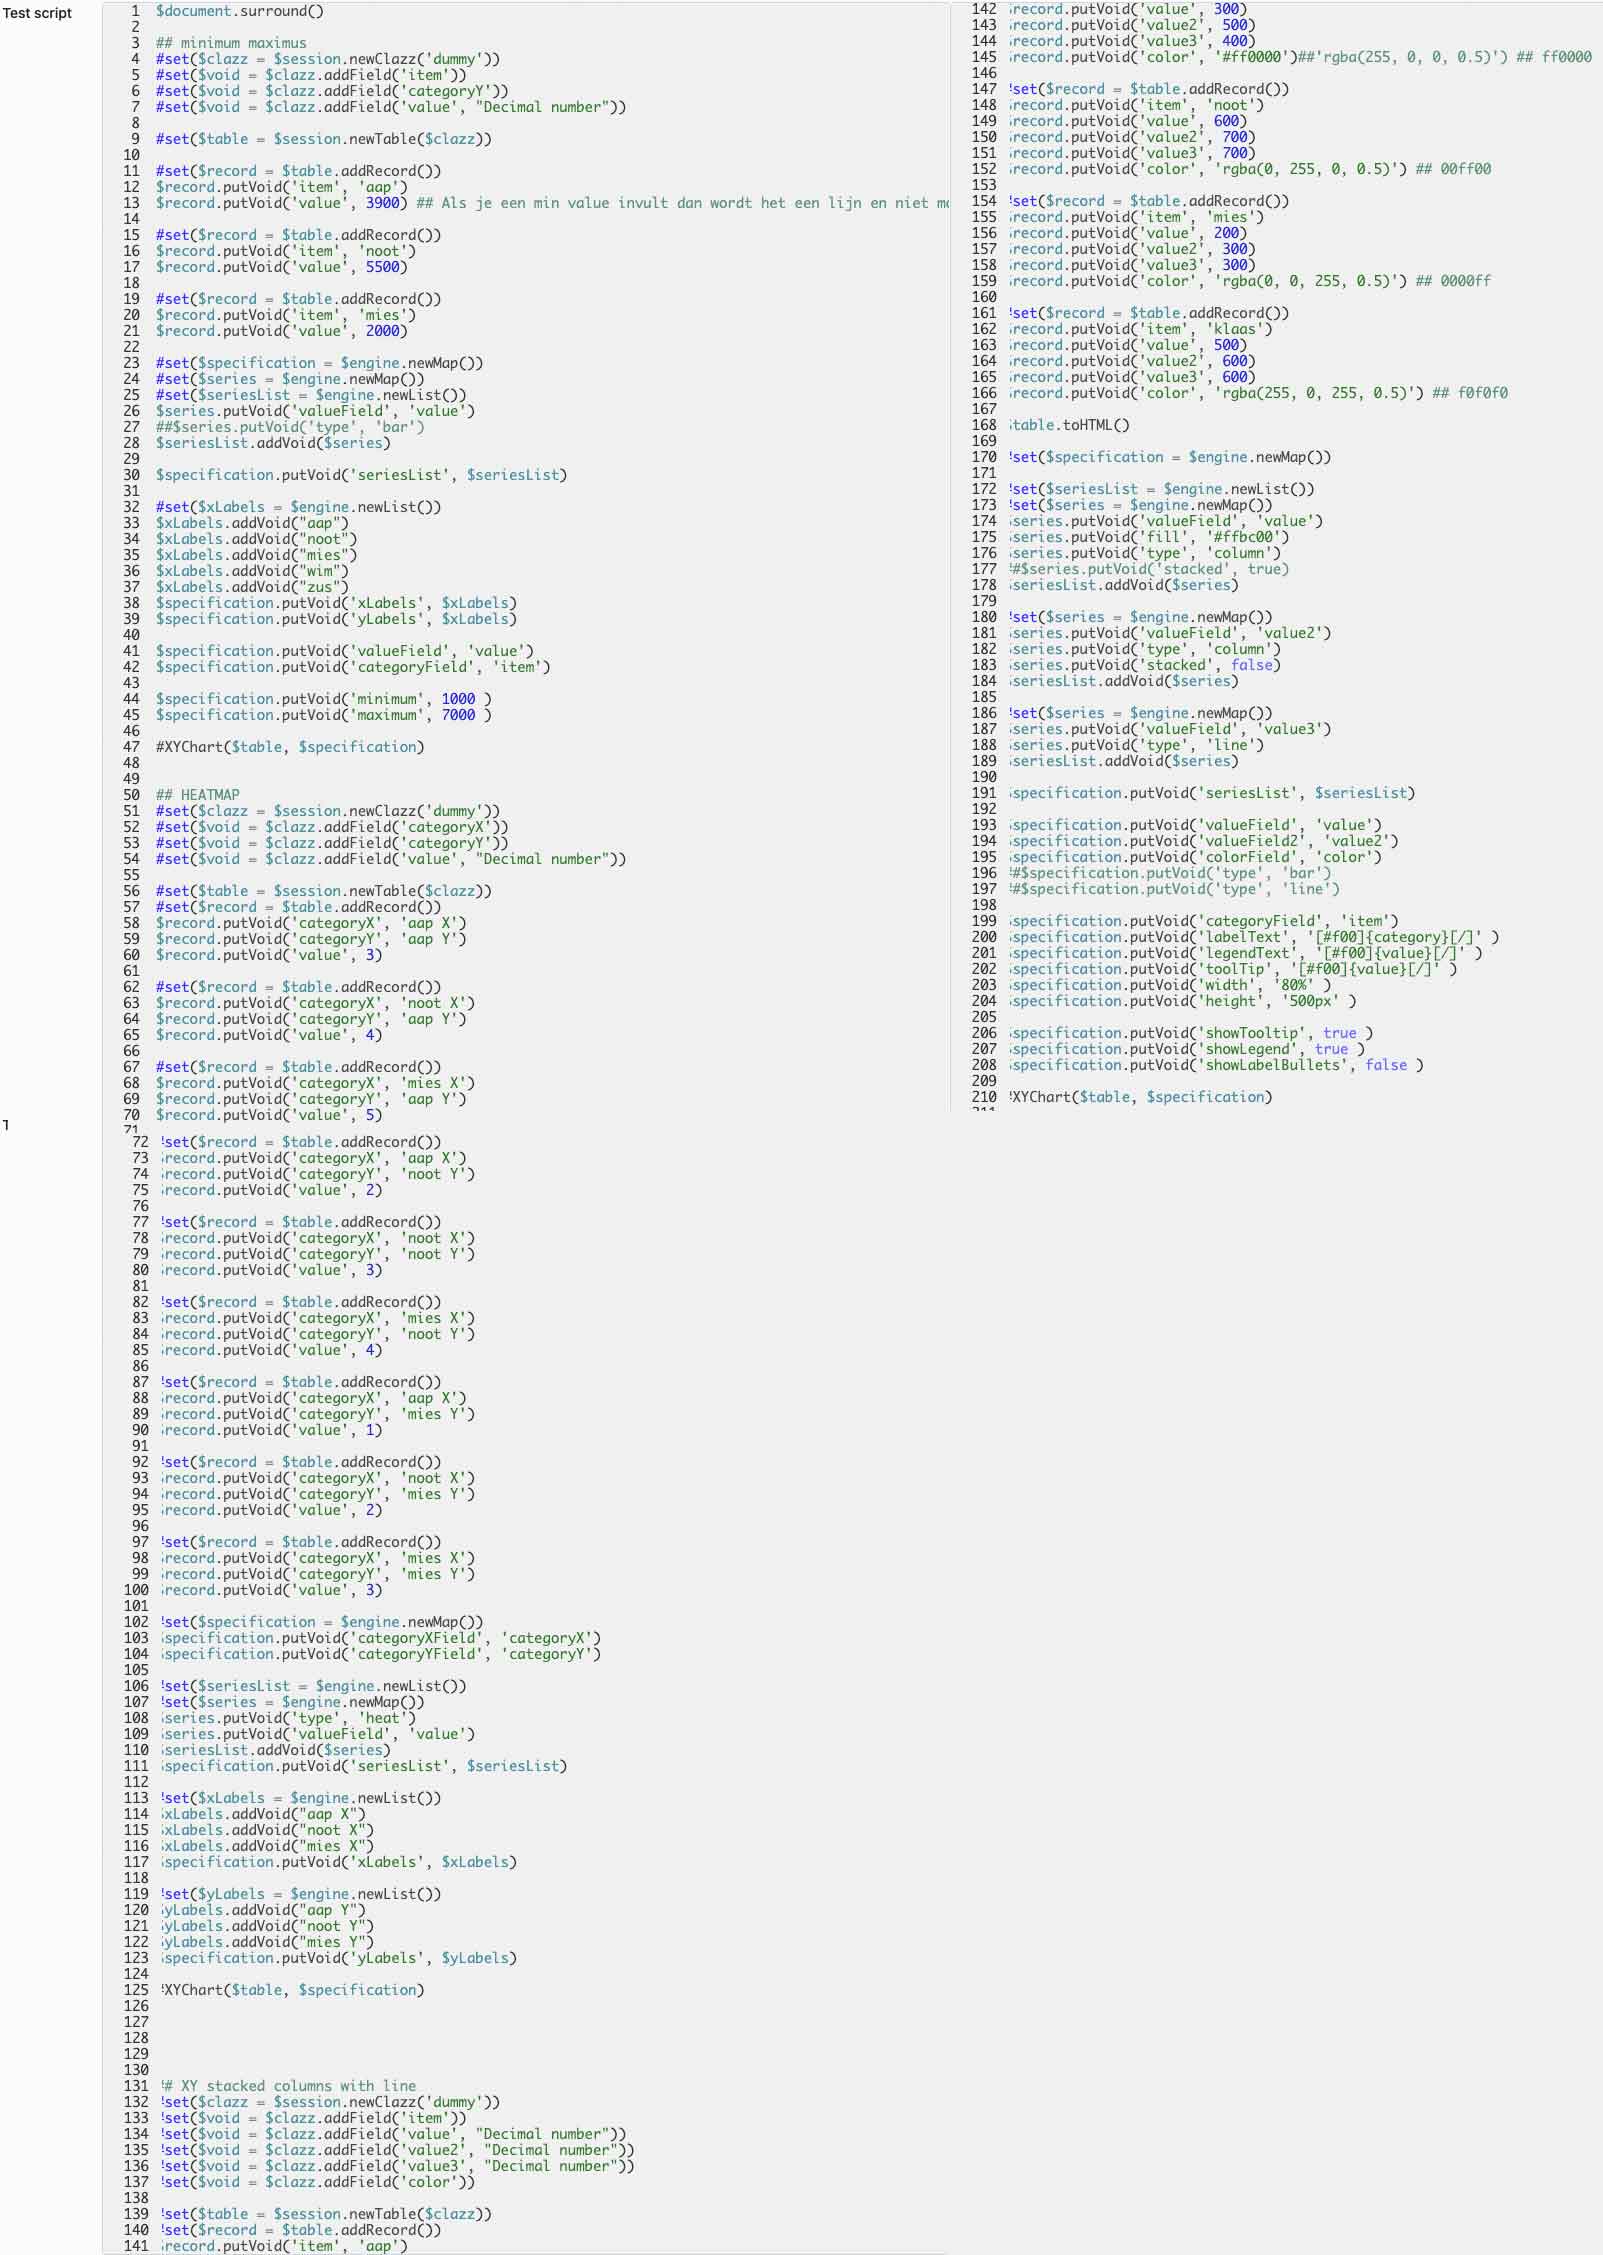 Test script
1 $document.surround()
2
3 ## minimum maximus
4 #set($clazz = $session.newClazz('dummy'))
5 #set($void = $clazz.addField('item'))
6 #set($void = $clazz.addField('categoryY'))
7 #set($void = $clazz.addField('value', "Decimal number"))
8
9 #set($table = $session.newTable($clazz))
10
11 #set($record = $table.addRecord())
12 $record.putVoid('item', 'aap')
13 $record.putVoid('value', 3900) ## Als je een min value invult dan wordt het een lijn en niet
14
15 #set($record = $table.addRecord())
16 $record.putVoid('item', 'noot')
17 $record.putVoid('value', 5500)
18
19 #set($record = $table.addRecord())
20 $record.putVoid('item', 'mies')
21 $record.putVoid('value', 2000)
22
23 #set($specification = $engine.newMap())
24 #set($series = $engine.newMap())
25 #set($seriesList = $engine.newList())
26 $series.putVoid('valueField', 'value')
27 ##$series.putVoid('type', 'bar')
28 $seriesList.addVoid($series)
29
30 $specification.putVoid('seriesList', $seriesList)
31
32 #set($xLabels = $engine.newList())
33 $xLabels.addVoid("aap")
34 $xLabels.addVoid("noot")
35 $xLabels.addVoid("mies")
36 $xLabels.addVoid("wim")
37 $xLabels.addVoid("zus")
38 $specification.putVoid('xLabels', $xLabels)
39 $specification.putVoid('yLabels', $xLabels)
40
41 $specification.putVoid('valueField', 'value')
42 $specification.putVoid('categoryField', 'item')
43
44 $specification.putVoid('minimum', 1000 )
45 $specification.putVoid('maximum', 7000 )
46
47 #XYChart($table, $specification)
48
49
50 ## HEATMAP
51 #set($clazz = $session.newClazz('dummy'))
52 #set($void = $clazz.addField('categoryX'))
53 #set($void = $clazz.addField('categoryY'))
54 #set($void = $clazz.addField('value', "Decimal number"))
55
56 #set($table = $session.newTable($clazz))
57 #set($record = $table.addRecord())
58 $record.putVoid('categoryX', 'aap X')
59 $record.putVoid('categoryY', 'aap Y')
60 $record.putVoid('value', 3)
61
62 #set($record = $table.addRecord())
63 $record.putVoid('categoryX', 'noot X')
64 $record.putVoid('categoryY', 'aap Y')
65 $record.putVoid('value', 4)
66
67 #set($record = $table.addRecord())
68 $record.putVoid('categoryX', 'mies X')
69 $record.putVoid('categoryY', 'aap Y')
70 $record.putVoid('value', 5)
71
72 #set($record = $table.addRecord())
73 $record.putVoid('categoryX', 'aap X')
74 $record.putVoid('categoryY', 'noot Y')
75 $record.putVoid('value', 2)
76
77 #set($record = $table.addRecord())
78 $record.putVoid('categoryX', 'noot X')
79 $record.putVoid('categoryY', 'noot Y')
80 $record.putVoid('value', 3)
81
82 #set($record = $table.addRecord())
83 $record.putVoid('categoryX', 'mies X')
84 $record.putVoid('categoryY', 'noot Y')
85 $record.putVoid('value', 4)
86
87 #set($record = $table.addRecord())
88 $record.putVoid('categoryX', 'aap X')
89 $record.putVoid('categoryY', 'mies Y')
90 $record.putVoid('value', 1)
91
92 #set($record = $table.addRecord())
93 $record.putVoid('categoryX', 'noot X')
94 $record.putVoid('categoryY', 'mies Y')
95 $record.putVoid('value', 2)
96
97 #set($record = $table.addRecord())
98 $record.putVoid('categoryX', 'mies X')
99 $record.putVoid('categoryY', 'mies Y')
100 $record.putVoid('value', 3)
101
102 #set($specification = $engine.newMap())
103 $specification.putVoid('categoryXField', 'categoryX')
104 $specification.putVoid('categoryYField', 'categoryY')
105
106 #set($seriesList = $engine.newList())
107 #set($series = $engine.newMap())
108 $series.putVoid('type', 'heat')
109 $series.putVoid('valueField', 'value')
110 $seriesList.addVoid($series)
111 $specification.putVoid('seriesList', $seriesList)
112
113 #set($xLabels = $engine.newList())
114 $xLabels.addVoid("aap X")
115 $xLabels.addVoid("noot X")
116 $xLabels.addVoid("mies X")
117 $specification.putVoid('xLabels', $xLabels)
118
119 #set($yLabels = $engine.newList())
120 $yLabels.addVoid("aap Y")
121 $yLabels.addVoid("noot Y")
122 $yLabels.addVoid("mies Y")
123 $specification.putVoid('yLabels', $yLabels)
124
125 #XYChart($table, $specification)
126
127
128
129
130
131 ## XY stacked columns with line
132 #set($clazz = $session.newClazz('dummy'))
133 #set($void = $clazz.addField('item'))
134 #set($void = $clazz.addField('value', "Decimal number"))
135 #set($void = $clazz.addField('value2', "Decimal number"))
136 #set($void = $clazz.addField('value3', "Decimal number"))
137 #set($void = $clazz.addField('color'))
138
139 #set($table = $session.newTable($clazz))
140 #set($record = $table.addRecord())
141 $record.putVoid('item', 'aap')
142 $record.putVoid('value', 300)
143 $record.putVoid('value2', 500)
144 $record.putVoid('value3', 400)
145 $record.putVoid('color', '#ff0000')##'rgba(255, 0, 0, 0.5)') ## ff0000
146
147 #set($record = $table.addRecord())
148 $record.putVoid('item', 'noot')
149 $record.putVoid('value', 600)
150 $record.putVoid('value2', 700)
151 $record.putVoid('value3', 700)
152 $record.putVoid('color', 'rgba(0, 255, 0, 0.5)') ## 00ff00
153
154 #set($record = $table.addRecord())
155 $record.putVoid('item', 'mies')
156 $record.putVoid('value', 200)
157 $record.putVoid('value2', 300)
158 $record.putVoid('value3', 300)
159 $record.putVoid('color', 'rgba(0, 0, 255, 0.5)') ## 0000ff
160
161 #set($record = $table.addRecord())
162 $record.putVoid('item', 'klaas')
163 $record.putVoid('value', 500)
164 $record.putVoid('value2', 600)
165 $record.putVoid('value3', 600)
166 $record.putVoid('color', 'rgba(255, 0, 255, 0.5)') ## f0f0f0
167
168 $table.toHTML()
169
170 #set($specification = $engine.newMap())
171
172 #set($seriesList = $engine.newList())
173 #set($series = $engine.newMap())
174 $series.putVoid('valueField', 'value')
175 $series.putVoid('fill', '#ffbc00')
176 $series.putVoid('type', 'column')
177 ##$series.putVoid('stacked', true)
178 $seriesList.addVoid($series)
179
180 #set($series = $engine.newMap())
181 $series.putVoid('valueField', 'value2')
182 $series.putVoid('type', 'column')
183 $series.putVoid('stacked', false)
184 $seriesList.addVoid($series)
185
186 #set($series = $engine.newMap())
187 $series.putVoid('valueField', 'value3')
188 $series.putVoid('type', 'line')
189 $seriesList.addVoid($series)
190
191 $specification.putVoid('seriesList', $seriesList)
192
193 $specification.putVoid('valueField', 'value')
194 $specification.putVoid('valueField2', 'value2')
195 $specification.putVoid('colorField', 'color')
196 ##$specification.putVoid('type', 'bar')
197 ##$specification.putVoid('type', 'line')
198
199 $specification.putVoid('categoryField', 'item')
200 $specification.putVoid('labelText', '[#f00]{category}[/]' )
201 $specification.putVoid('legendText', '[#f00]{value}[/]' )
202 $specification.putVoid('toolTip', '[#f00]{value}[/]' )
203 $specification.putVoid('width', '80%' )
204 $specification.putVoid('height', '500px' )
205
206 $specification.putVoid('showTooltip', true )
207 $specification.putVoid('showLegend', true )
208 $specification.putVoid('showLabelBullets', false )
209
210 #XYChart($table, $specification)